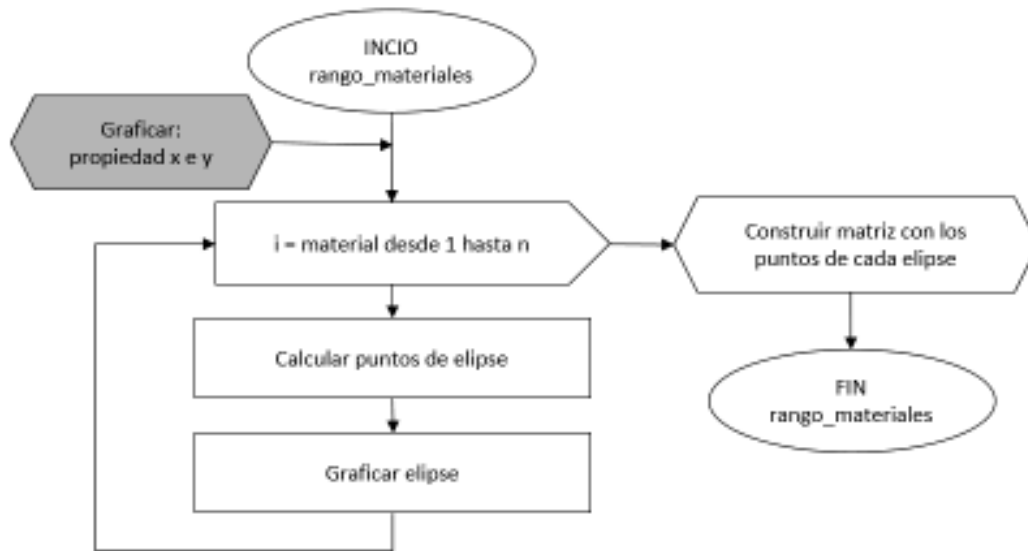 INCIO
rango_materiales
Graficar:
propiedad x e y
i = material desde 1 hasta n
Construir matriz con los
puntos de cada elipse
Calcular puntos de elipse
FIN
rango_materiales
Graficar elipse